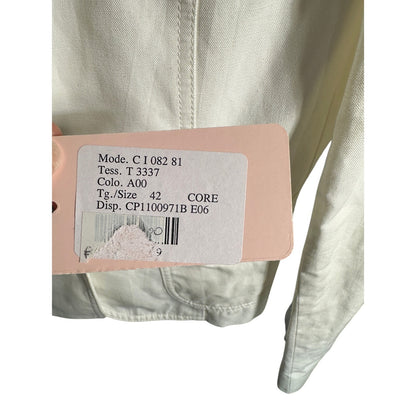 Mode. C I 082 81
Tess. T 3337
Colo. A00
Tg./Size 42 CORE
Disp. CP1100971B E06